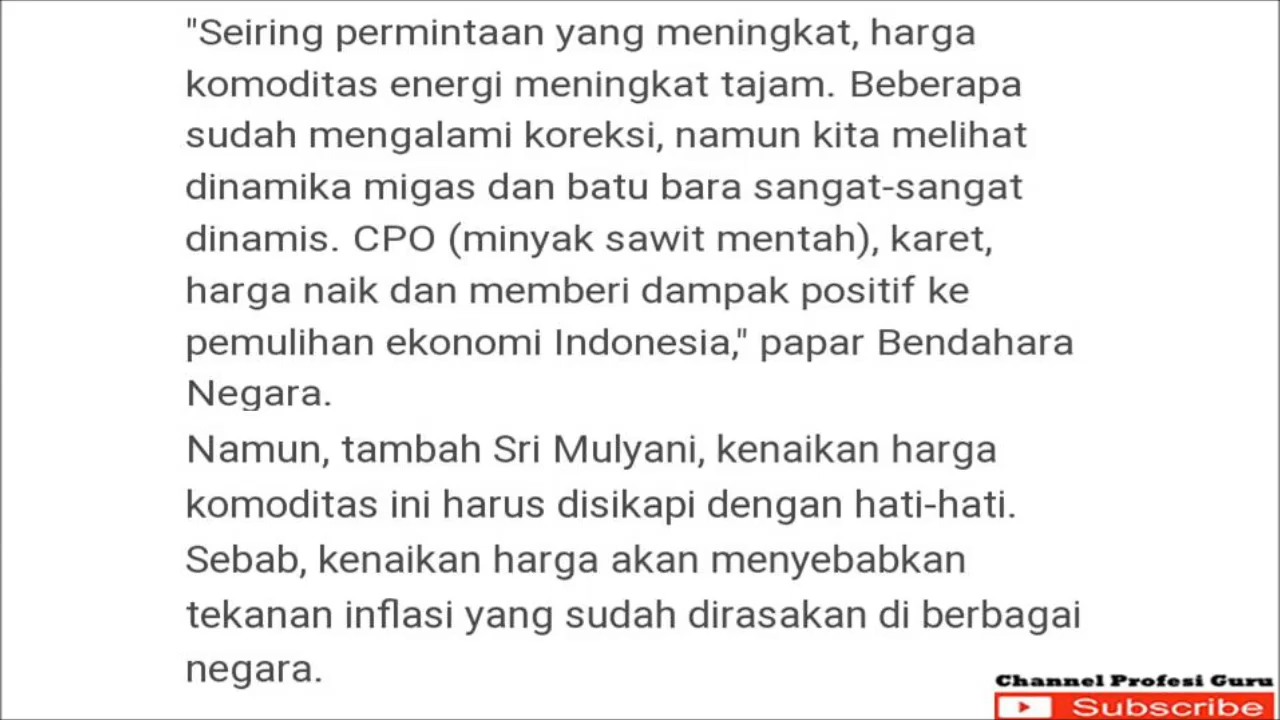 "Seiring permintaan yang meningkat, harga
komoditas energi meningkat tajam. Beberapa
sudah mengalami koreksi, namun kita melihat
dinamika migas dan batu bara sangat-sangat
dinamis. CPO (minyak sawit mentah), karet,
harga naik dan memberi dampak positif ke
pemulihan ekonomi Indonesia," papar Bendahara
Negara.
Namun, tambah Sri Mulyani, kenaikan harga
komoditas ini harus disikapi dengan hati-hati.
Sebab, kenaikan harga akan menyebabkan
tekanan inflasi yang sudah dirasakan di berbagai
negara.
Channel Profesi Guru
Subscribe